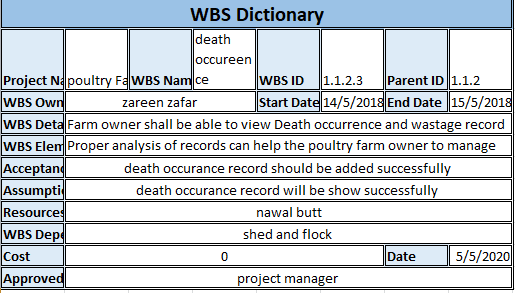 WBS Dictionary
Project Na poultry Fa WBS Nam death occureen ce WBS ID 1.1.2.3 Parent ID 1.1.2
WBS Own zareen zafar Start Date 14/5/2018 End Date 15/5/2018
WBS Deta Farm owner shall be able to view Death occurrence and wastage record
WBS Elem Proper analysis of records can help the poultry farm owner to manage
Acceptan death occurance record should be added successfully
Assumptio death occurance record will be show successfully
Resources nawal butt
WBS Depe shed and flock
Cost 0 Date 5/5/2020
Approved project manager